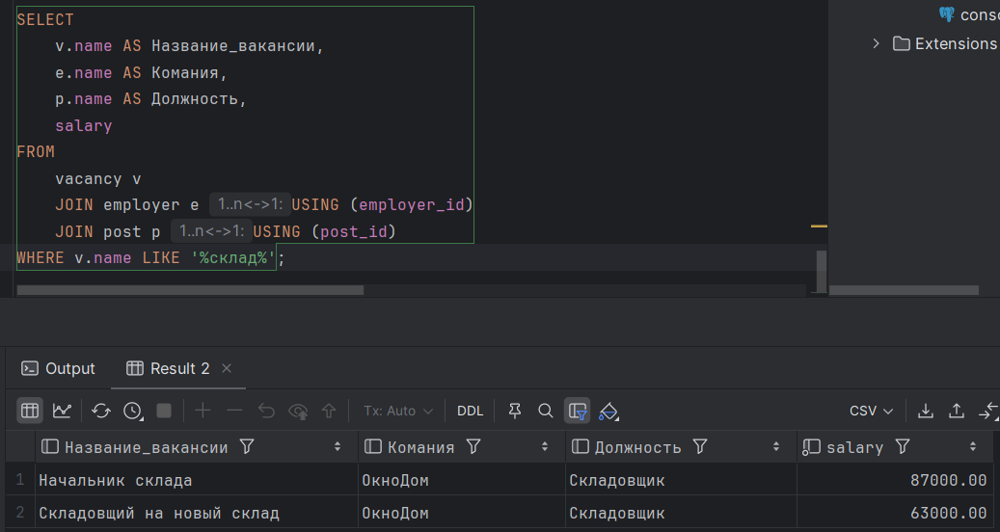 SELECT
v.name AS Название_вакансии,
e.name AS Комания,
p.name AS Должность,
salary
FROM
vacancy v
JOIN employer e 1..n<->1: USING (employer_id)
JOIN post p 1..n<->1: USING (post_id)
WHERE v.name LIKE '%склад%';
Extensions
Output Result 2
Tx: Auto DDL CSV
Название_вакансии Комания Должность salary
1 Начальник склада ОкноДом Складовщик 87000.00
2 Складовщий на новый склад ОкноДом Складовщик 63000.00